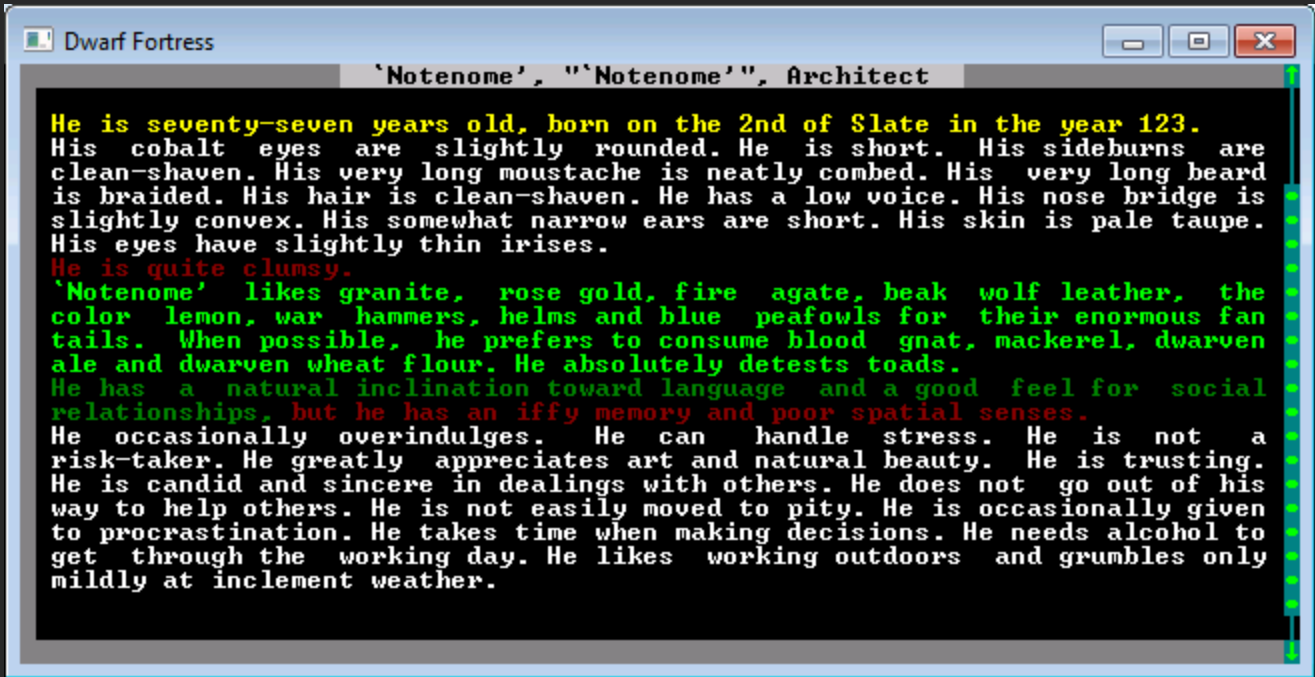 Dwarf Fortress
`Notenome', "`Notenome'", Architect
He is seventy-seven years old, born on the 2nd of Slate in the year 123.
His cobalt eyes are slightly rounded. He is short. His sideburns are
clean-shaven. His very long moustache is neatly combed. His very long beard
is braided. His hair is clean-shaven. He has a low voice. His nose bridge is
slightly convex. His somewhat narrow ears are short. His skin is pale taupe.
His eyes have slightly thin irises.
He is quite clumsy.
`Notenome' likes granite, rose gold, fire agate, beak wolf leather, the
color lemon, war hammers, helms and blue peafowls for their enormous fan
tails. When possible, he prefers to consume blood gnat, mackerel, dwarven
ale and dwarven wheat flour. He absolutely detests toads.
He has a natural inclination toward language and a good feel for social
relationships, but he has an iffy memory and poor spatial senses.
He occasionally overindulges. He can handle stress. He is not a
risk-taker. He greatly appreciates art and natural beauty. He is trusting.
He is candid and sincere in dealings with others. He does not go out of his
way to help others. He is not easily moved to pity. He is occasionally given
to procrastination. He takes time when making decisions. He needs alcohol to
get through the working day. He likes working outdoors and grumbles only
mildly at inclement weather.